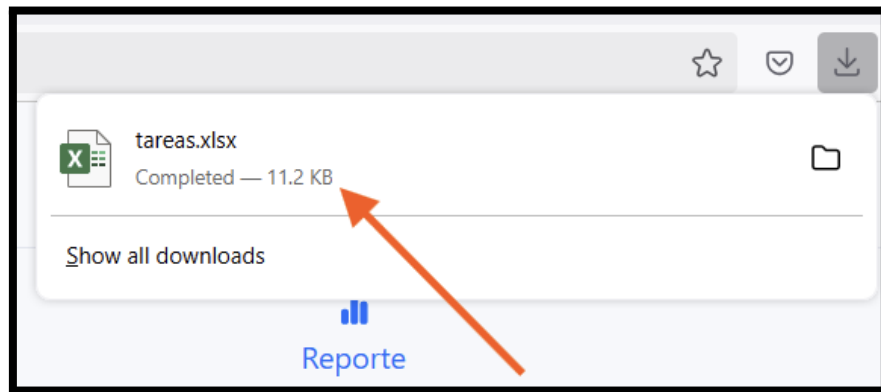 tareas.xlsx
Completed — 11.2 KB
Show all downloads
Reporte